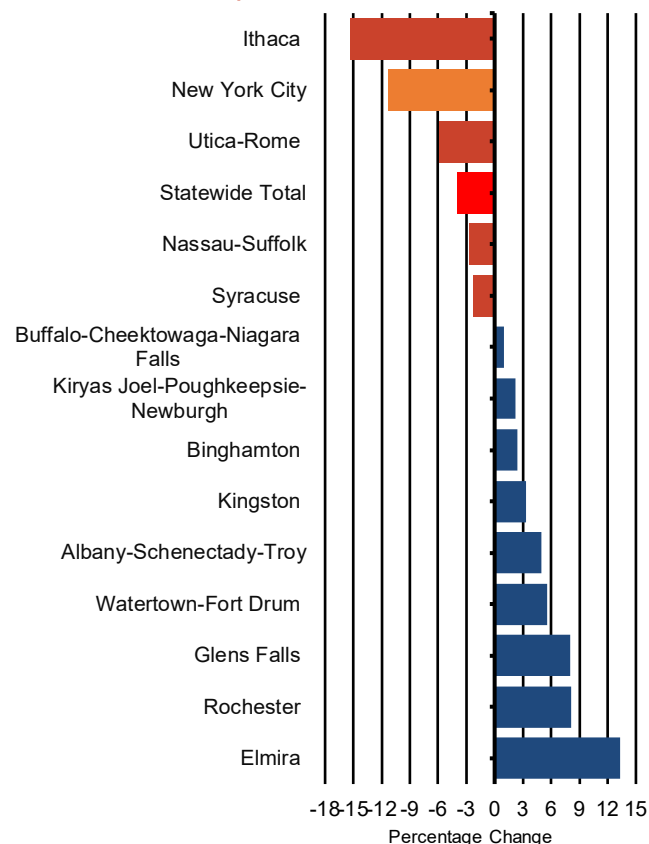 Ithaca
New York City
Utica-Rome
Statewide Total
Nassau-Suffolk
Syracuse
Buffalo-Cheektowaga-Niagara
Falls
Kiryas Joel-Poughkeepsie-
Newburgh
Binghamton
Kingston
Albany-Schenectady-Troy
Watertown-Fort Drum
Glens Falls
Rochester
Elmira
-18 -15 -12 -9 -6 -3 0 3 6 9 12 15
Percentage Change